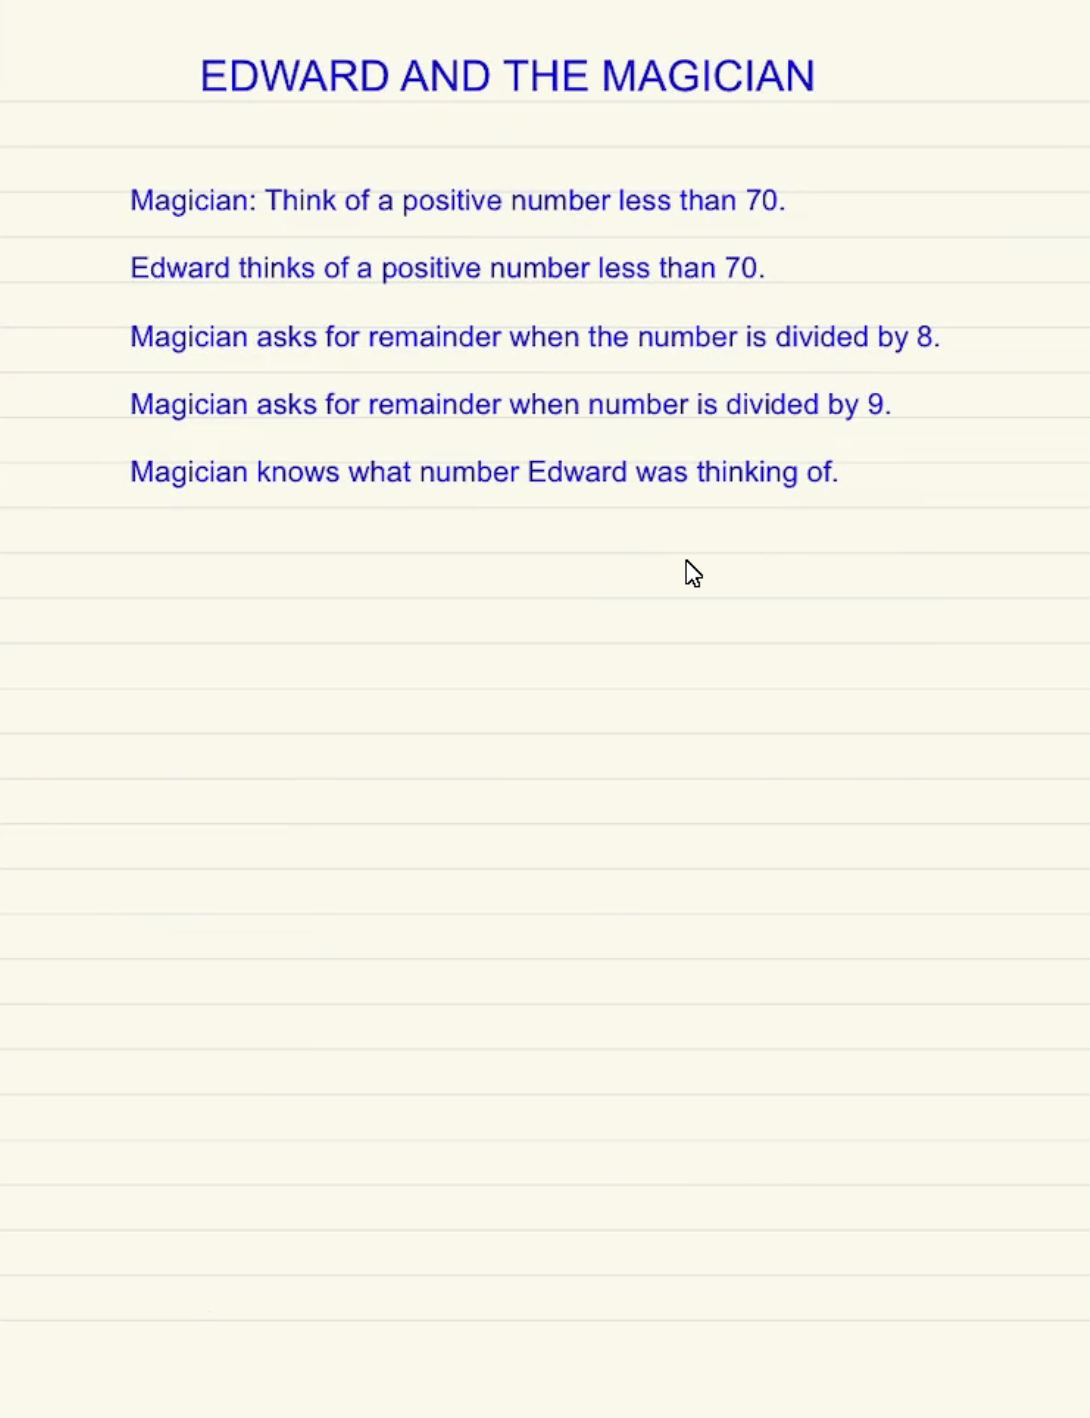 EDWARD AND THE MAGICIAN
Magician: Think of a positive number less than 70.
Edward thinks of a positive number less than 70.
Magician asks for remainder when the number is divided by 8.
Magician asks for remainder when number is divided by 9.
Magician knows what number Edward was thinking of.